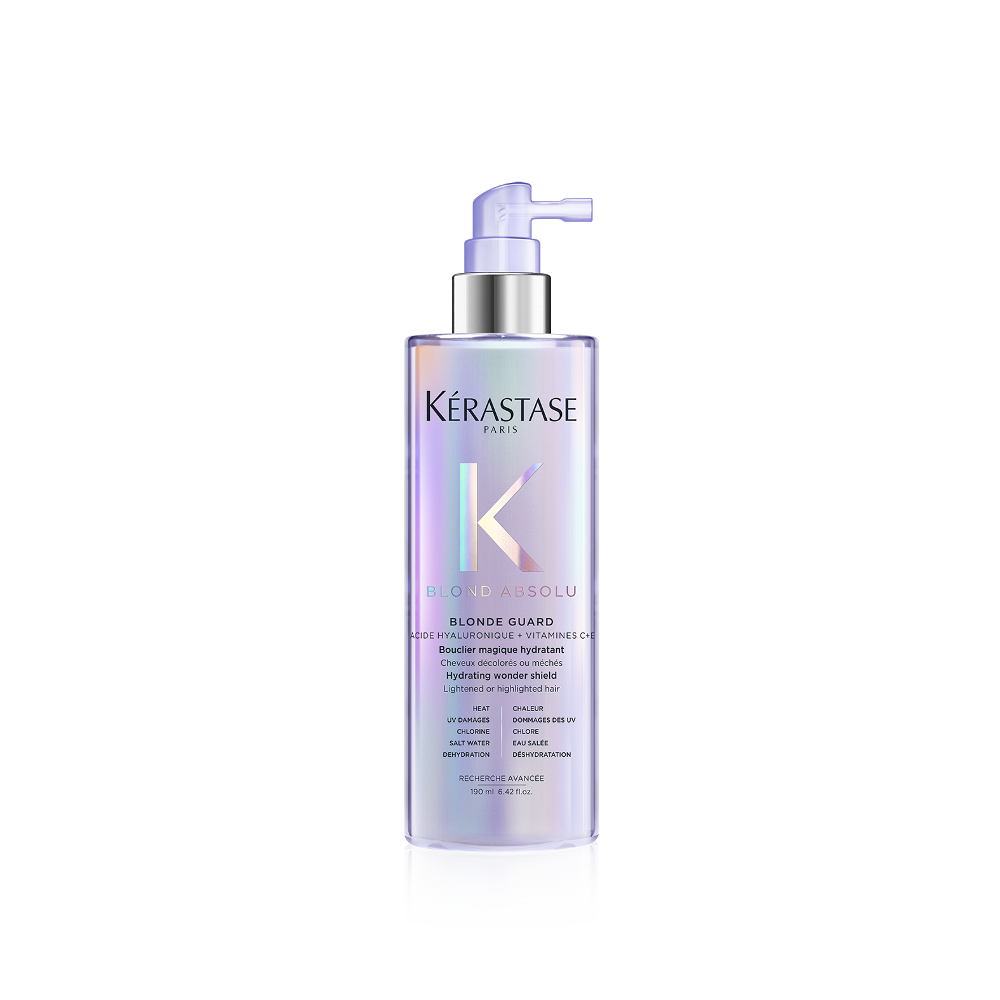 KÉRASTASE
PARIS
K
BLOND ABSOLU
BLONDE GUARD
ACIDE HYALURONIQUE + VITAMINES C+E
Bouclier magique hydratant
Cheveux décolorés ou méchés
Hydrating wonder shield
Lightened or highlighted hair
HEAT CHALEUR
UV DAMAGES DOMMAGES DES UV
CHLORINE CHLORE
SALT WATER EAU SALÉE
DEHYDRATION DÉSHYDRATATION
RECHERCHE AVANCÉE
190 ml 6.42 fl.oz.